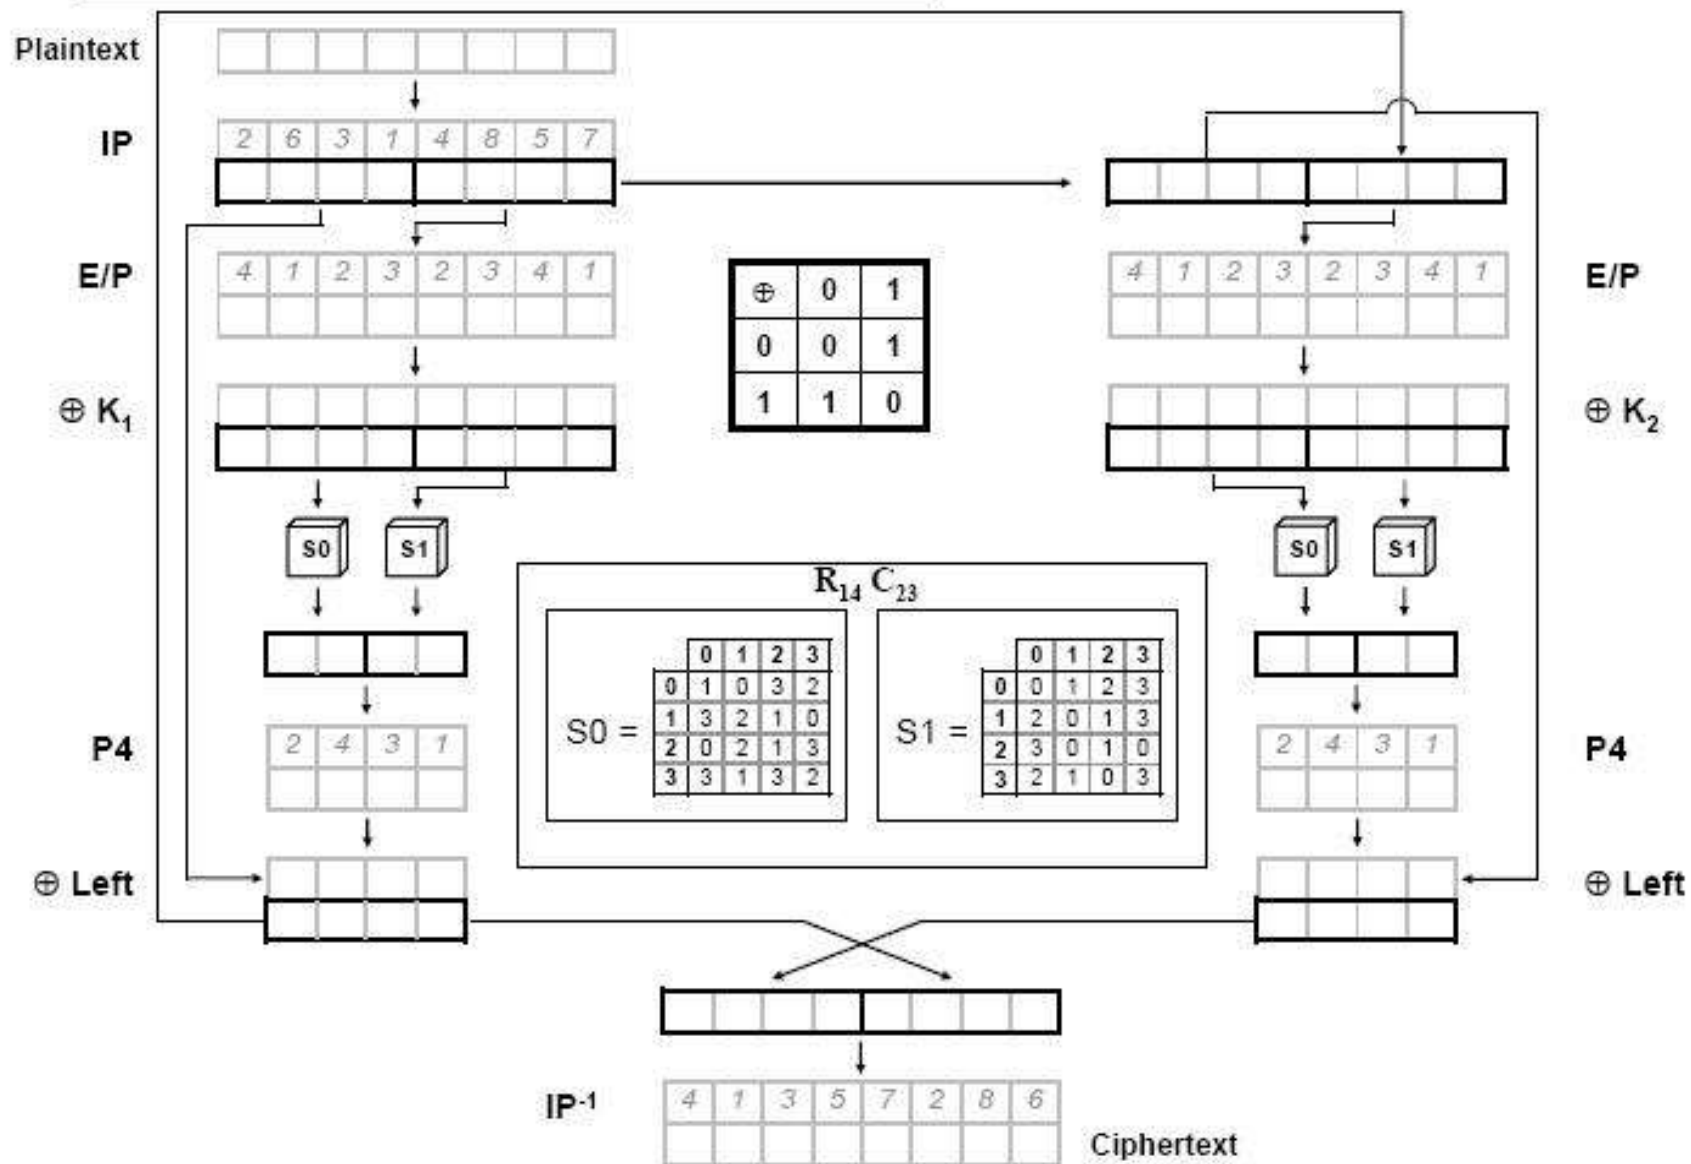 Plaintext
IP
2 6 3 1 4 8 5 7
E/P
4 1 2 3 2 3 4 1
4 1 2 3 2 3 4 1
E/P
⊕ 0 1
0 0 1
1 1 0
⊕ K₁
⊕ K₂
S0 S1
S0 S1
R₁₄ C₂₃
S0 =
0 1 2 3
0 1 0 3 2
1 3 2 1 0
2 0 2 1 3
3 3 1 3 2
S1 =
0 1 2 3
0 0 1 2 3
1 2 0 1 3
2 3 0 1 0
3 2 1 0 3
P4
2 4 3 1
2 4 3 1
P4
⊕ Left
⊕ Left
IP⁻¹
4 1 3 5 7 2 8 6
Ciphertext